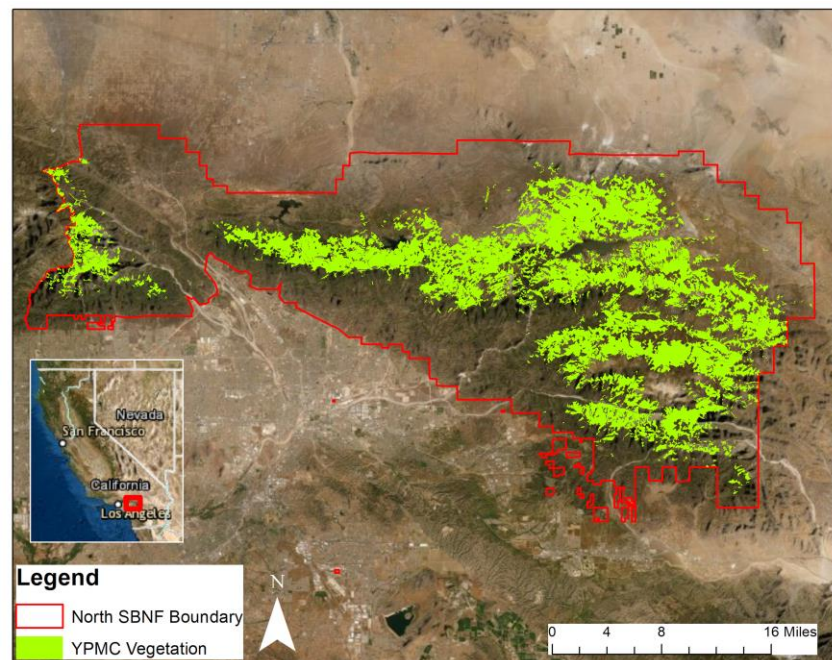 Nevada
San Francisco
California
Los Angeles
Legend
North SBNF Boundary
YPMC Vegetation
N
0 4 8 16 Miles